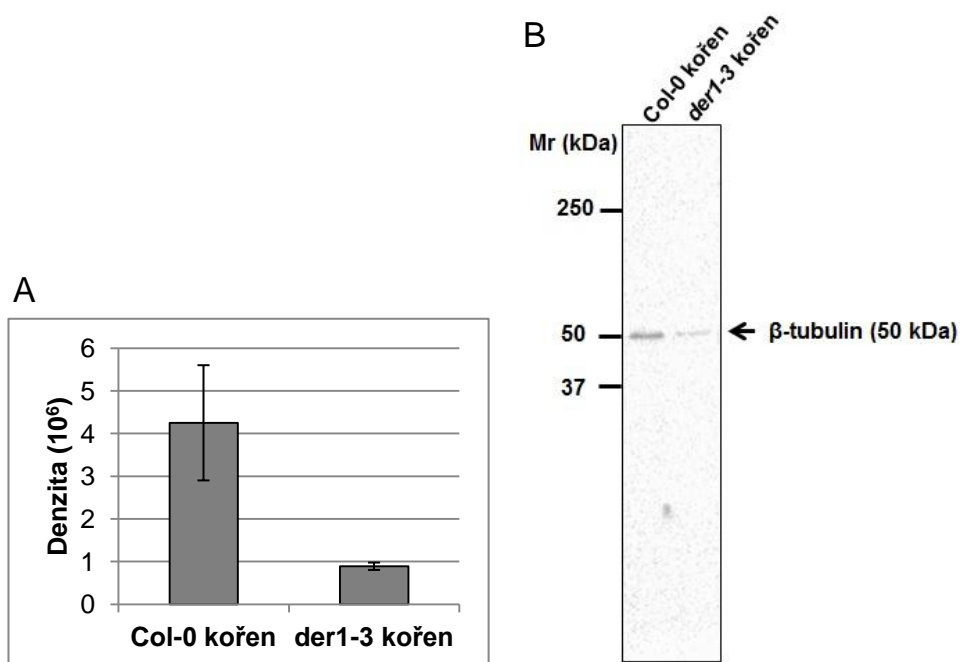 A
6
5
4
3
2
1
0
Denzita (10⁶)
Col-0 kořen der1-3 kořen
B
Col-0 kořen
der1-3 kořen
Mr (kDa)
250
50
37
β-tubulin (50 kDa)